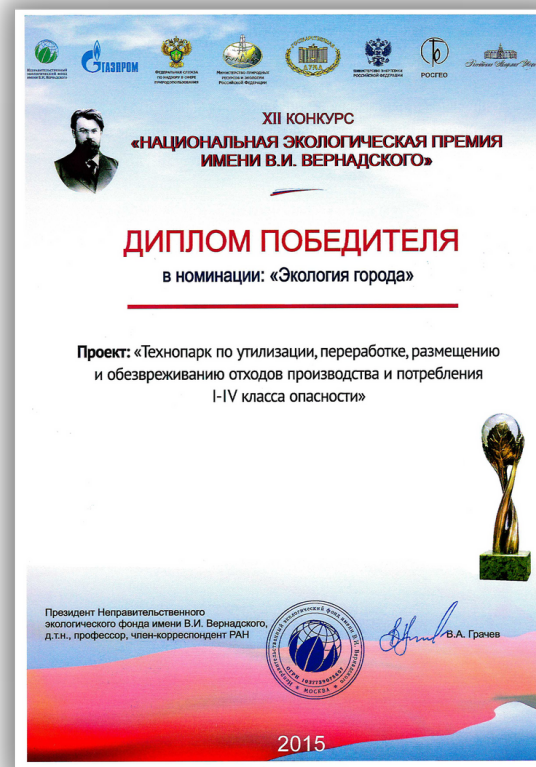 ГАЗПРОМ
РОСГЕО
XII КОНКУРС
«НАЦИОНАЛЬНАЯ ЭКОЛОГИЧЕСКАЯ ПРЕМИЯ
ИМЕНИ В.И. ВЕРНАДСКОГО»
ДИПЛОМ ПОБЕДИТЕЛЯ
в номинации: «Экология города»
Проект: «Технопарк по утилизации, переработке, размещению
и обезвреживанию отходов производства и потребления
I-IV класса опасности»
Президент Неправительственного
экологического фонда имени В.И. Вернадского,
д.т.н., профессор, член-корреспондент РАН
В.А. Грачев
МОСКВА
2015